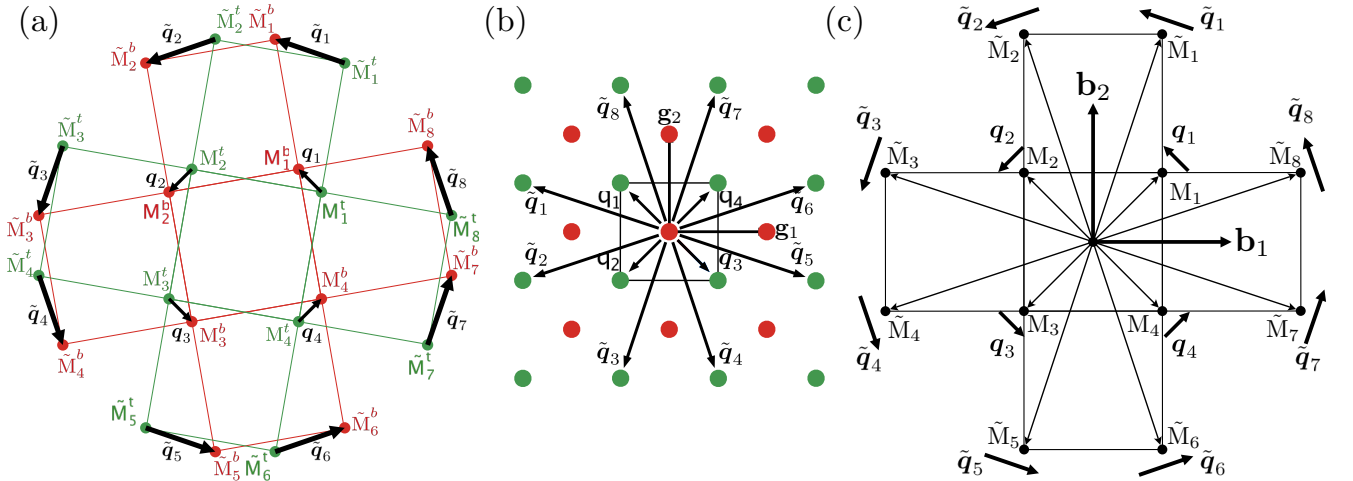 (a)
M̃₂ᵗ
M̃₁ᵇ
q̃₂
q̃₁
M̃₂ᵇ
M̃₁ᵗ
M̃₃ᵗ
M̃₈ᵇ
q̃₃
M₂ᵗ
M₁ᵇ
q₁
q₂
q̃₈
M₂ᵇ
M₁ᵗ
M̃₃ᵇ
M̃₈ᵗ
M̃₄ᵗ
M₃ᵗ
M₄ᵇ
M̃₇ᵇ
q̃₄
q₃
M₃ᵇ
M₄ᵗ
q₄
q̃₇
M̃₄ᵇ
M̃₇ᵗ
M̃₅ᵗ
M̃₆ᵇ
q̃₅
q̃₆
M̃₅ᵇ
M̃₆ᵗ
(b)
q̃₈
q̃₇
g₂
q̃₁
q₁
q₄
q̃₆
g₁
q̃₂
q₂
q₃
q̃₅
q̃₃
q̃₄
(c)
q̃₂
q̃₁
M̃₂
M̃₁
b₂
q̃₃
q₂
q₁
q̃₈
M̃₃
M₂
M₁
M̃₈
b₁
M̃₄
M₃
M₄
M̃₇
q̃₄
q₃
q₄
q̃₇
M̃₅
M̃₆
q̃₅
q̃₆